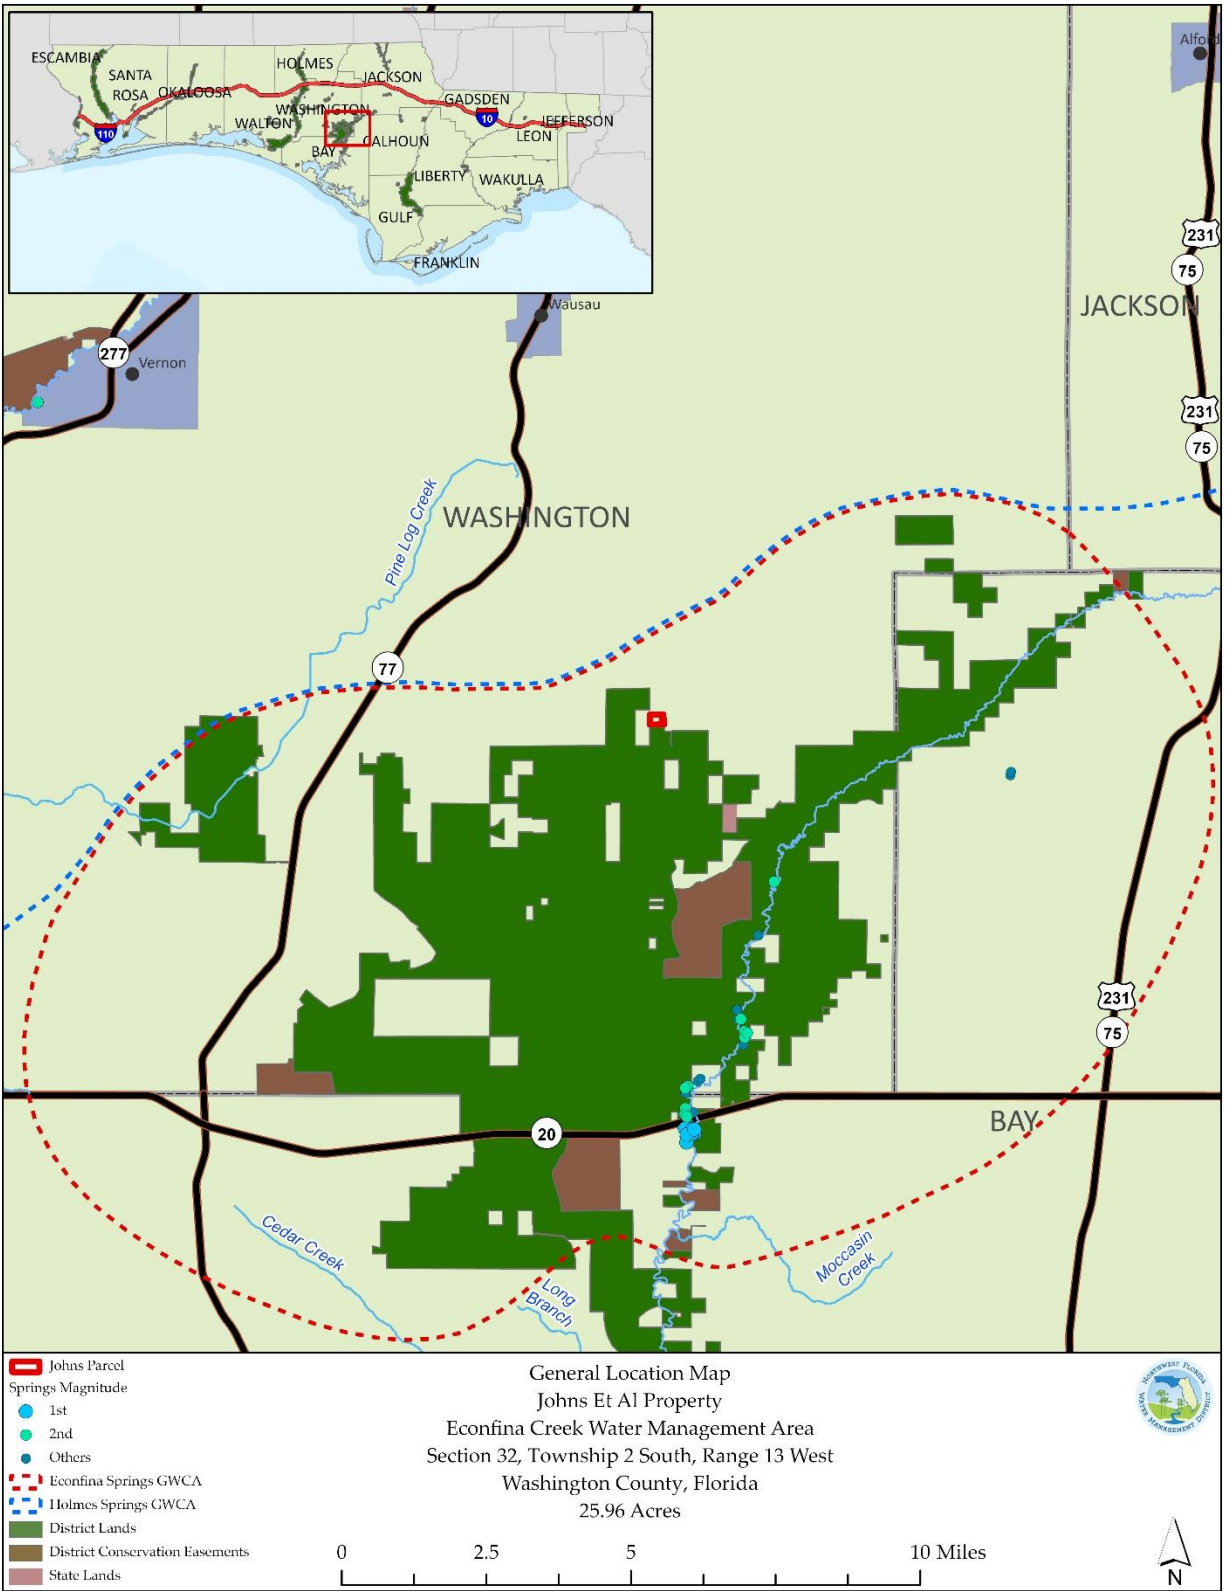 ESCAMBIA
SANTA
ROSA
OKALOOSA
HOLMES
JACKSON
WASHINGTON
WALTON
BAY
CALHOUN
GADSDEN
JEFFERSON
LEON
LIBERTY
WAKULLA
GULF
FRANKLIN
110
10
Alford
231
75
JACKSON
231
75
Wausau
277
Vernon
Pine Log Creek
WASHINGTON
77
231
75
BAY
20
Cedar Creek
Long
Branch
Moccasin
Creek
Johns Parcel
Springs Magnitude
1st
2nd
Others
Econfina Springs GWCA
Holmes Springs GWCA
District Lands
District Conservation Easements
State Lands
General Location Map
Johns Et Al Property
Econfina Creek Water Management Area
Section 32, Township 2 South, Range 13 West
Washington County, Florida
25.96 Acres
0 2.5 5 10 Miles
NORTHWEST FLORIDA
WATER MANAGEMENT DISTRICT
N